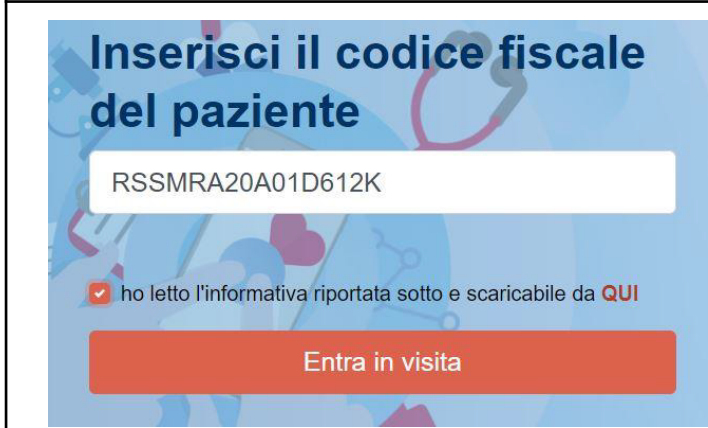 Inserisci il codice fiscale
del paziente
RSSMRA20A01D612K
ho letto l'informativa riportata sotto e scaricabile da QUI
Entra in visita